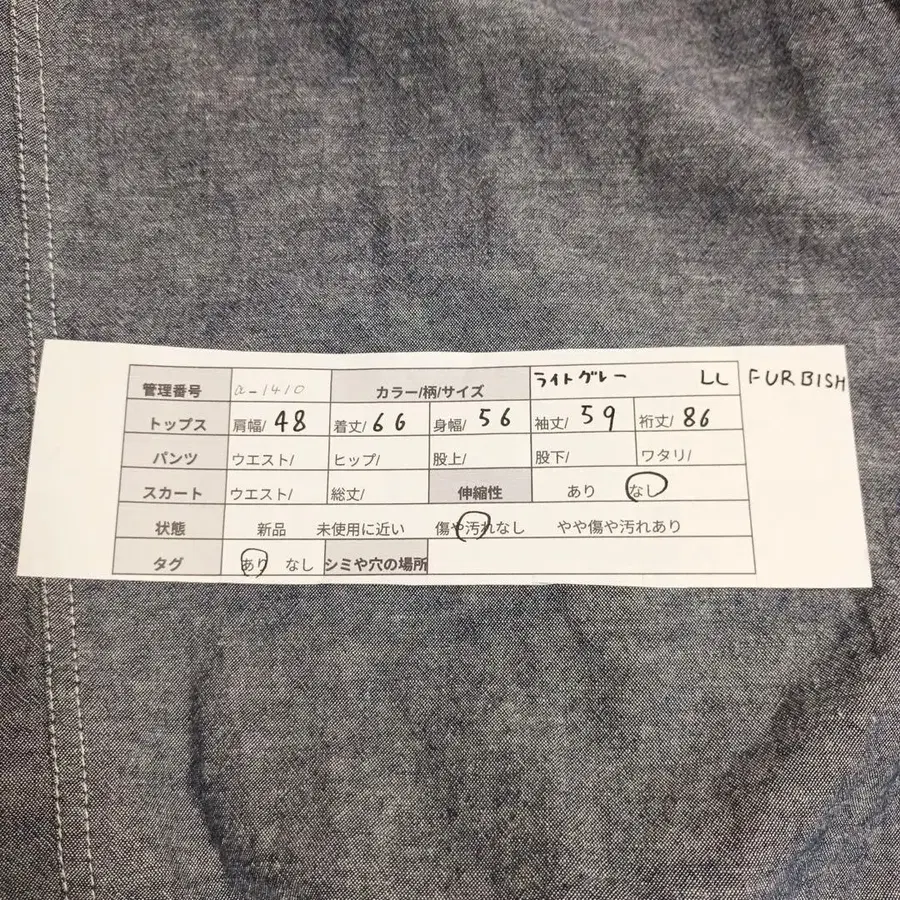 管理番号 a-1410 カラー/柄/サイズ ライトグレー LL FURBISH
トップス 肩幅/48 着丈/66 身幅/56 袖丈/59 裄丈/86
パンツ ウエスト/ ヒップ/ 股上/ 股下/ ワタリ/
スカート ウエスト/ 総丈/ 伸縮性 あり なし
状態 新品 未使用に近い 傷や汚れなし やや傷や汚れあり
タグ あり なし シミや穴の場所